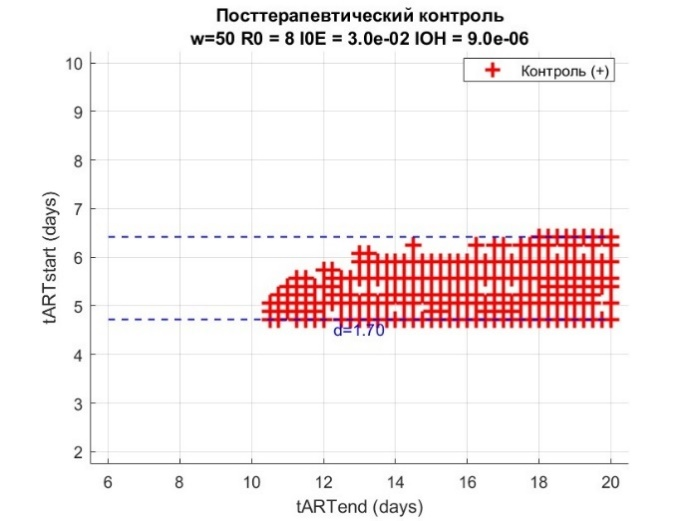 Посттерапевтический контроль
w=50 R0 = 8 I0E = 3.0e-02 IOH = 9.0e-06
Контроль (+)
10
9
8
7
6
5
4
3
2
tARTstart (days)
d=1.70
6 8 10 12 14 16 18 20
tARTend (days)